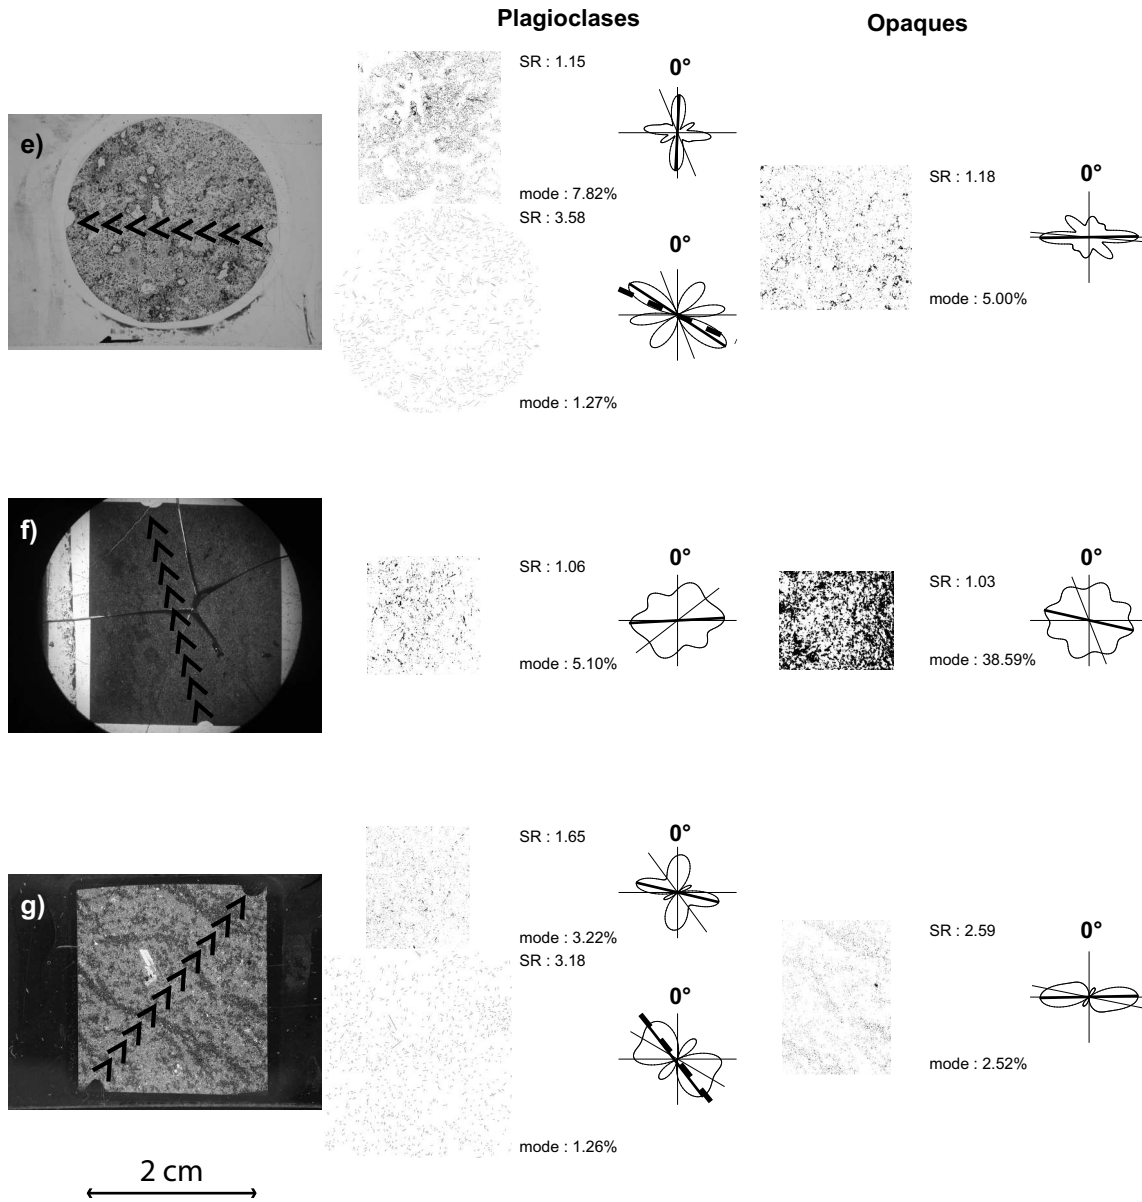 Plagioclases
Opaques
e)
SR : 1.15
0°
mode : 7.82%
SR : 3.58
0°
mode : 1.27%
SR : 1.18
0°
mode : 5.00%
f)
SR : 1.06
0°
mode : 5.10%
SR : 1.03
0°
mode : 38.59%
g)
SR : 1.65
0°
mode : 3.22%
SR : 3.18
0°
mode : 1.26%
SR : 2.59
0°
mode : 2.52%
2 cm